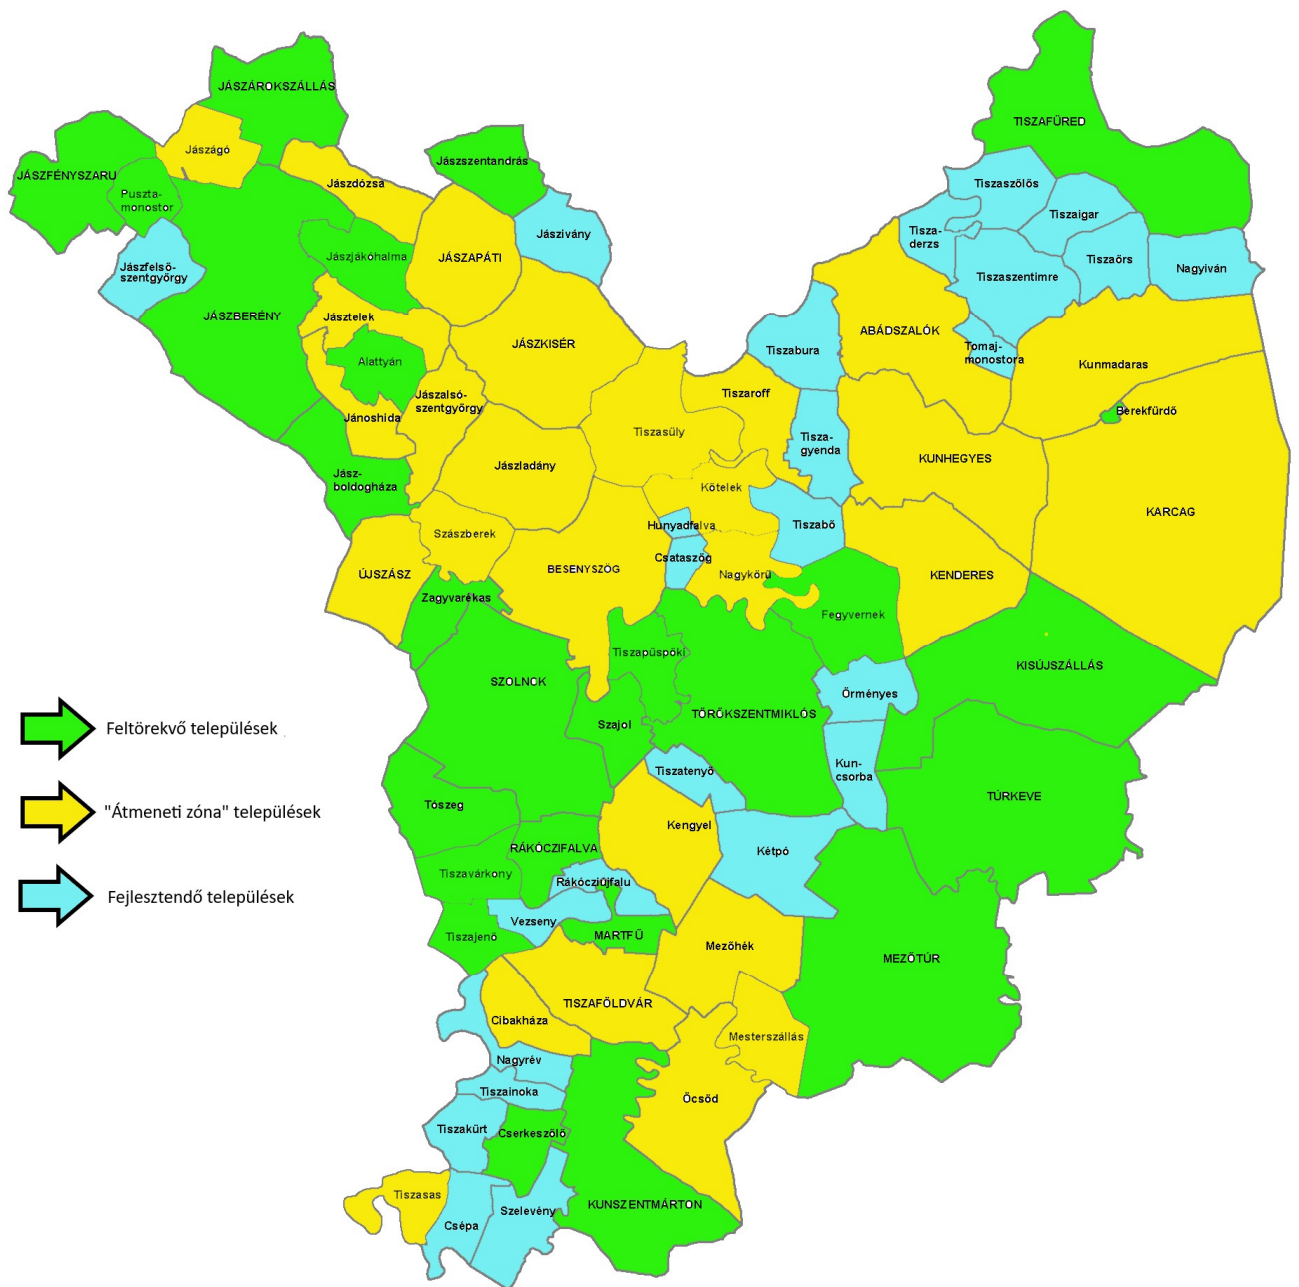 JÁSZÁROKSZÁLLÁS
TISZAFÜRED
Jászágó
Jászszentandrás
JÁSZFÉNYSZARU
Jászdózsa
Puszta-
monostor
Tiszaszőlős
Tiszaigar
Jászivány
Tisza-
derzs
Jászjákóhalma
JÁSZAPÁTI
Tiszaörs
Nagyiván
Jászfelső-
szentgyörgy
Tiszaszentimre
JÁSZBERÉNY
Jásztelek
JÁSZKISÉR
ABÁDSZALÓK
Tiszabura
Tomaj-
monostora
Alattyán
Kunmadaras
Tiszaroff
Jászalsó-
szentgyörgy
Jánoshida
Berekfürdő
Tiszasüly
Tisza-
gyenda
KUNHEGYES
Jászladány
Jász-
boldogháza
Kőtelek
KARCAG
Hunyadfalva
Tiszabő
Szászberek
Csataszög
BESENYSZÖG
ÚJSZÁSZ
Nagykörű
KENDERES
Zagyvarékas
Fegyvernek
Tiszapüspöki
KISÚJSZÁLLÁS
SZOLNOK
Örményes
TÖRÖKSZENTMIKLÓS
Szajol
Feltörekvő települések
Tiszatenyő
Kun-
csorba
TÚRKEVE
Tószeg
"Átmeneti zóna" települések
Kengyel
RÁKÓCZIFALVA
Kétpó
Tiszavárkony
Rákócziújfalu
Fejlesztendő települések
Vezseny
MARTFŰ
Tiszajenő
Mezőhék
MEZŐTÚR
TISZAFÖLDVÁR
Cibakháza
Mesterszállás
Nagyrév
Tiszainoka
Öcsöd
Tiszakürt
Cserkeszőlő
Tiszasas
KUNSZENTMÁRTON
Szelevény
Csépa